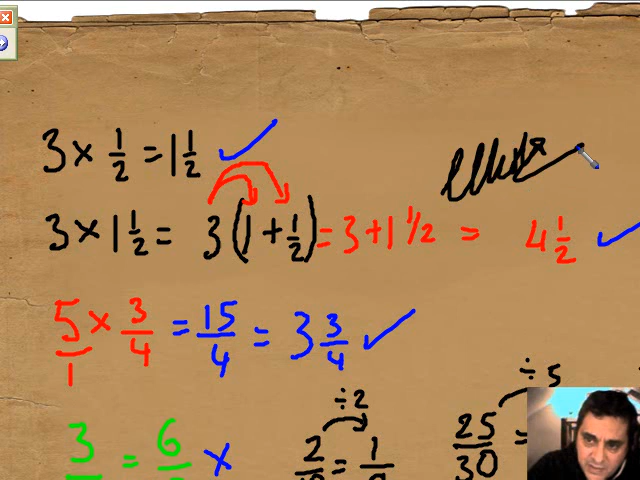 3 × 1/2 = 1 1/2 ✓
3 × 1 1/2 = 3(1 + 1/2) = 3 + 1 1/2 = 4 1/2 ✓
5/1 × 3/4 = 15/4 = 3 3/4 ✓
÷2
÷5
3 = 6 ×
2 = 1
25/30 =